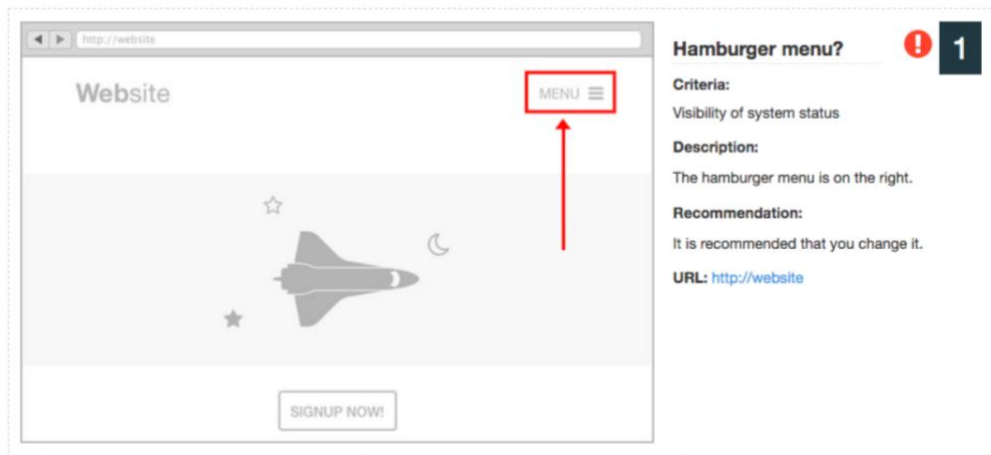 http://website
Website
MENU
SIGNUP NOW!
Hamburger menu?
1
Criteria:
Visibility of system status
Description:
The hamburger menu is on the right.
Recommendation:
It is recommended that you change it.
URL: http://website